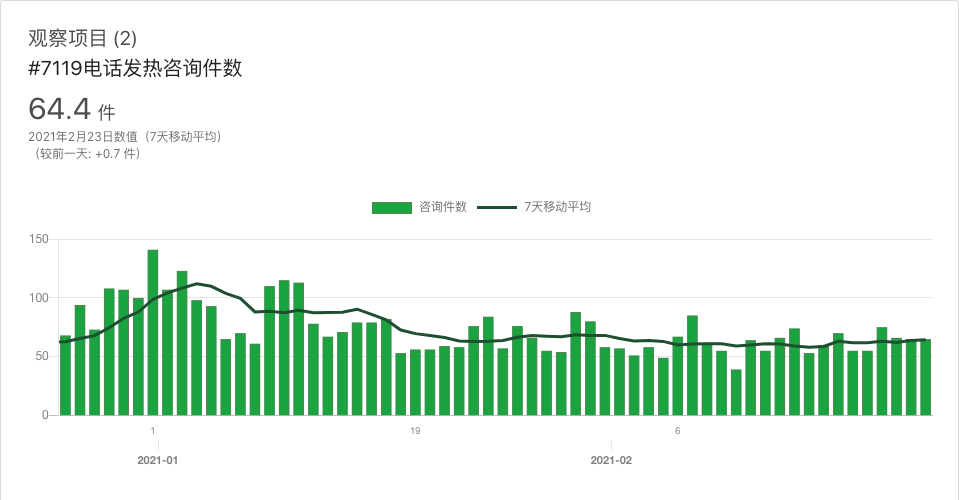 观察项目 (2)
#7119电话发热咨询件数
64.4 件
2021年2月23日数值（7天移动平均）
（较前一天: +0.7 件）
咨询件数 7天移动平均
150
100
50
0
1 19 6
2021-01 2021-02